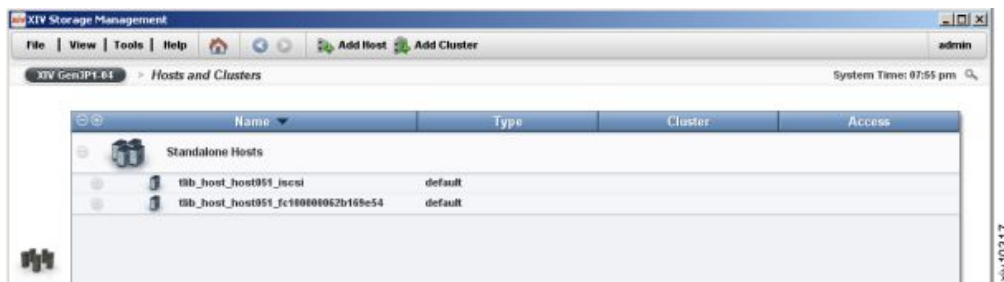 XIV Storage Management
File | View | Tools | Help Add Host Add Cluster admin
XIV Gen3P1-04 > Hosts and Clusters System Time: 07:55 pm
Name Type Cluster Access
Standalone Hosts
tlib_host_host051_iscsi default
tlib_host_host051_fc100000062b169e54 default
xiv10317